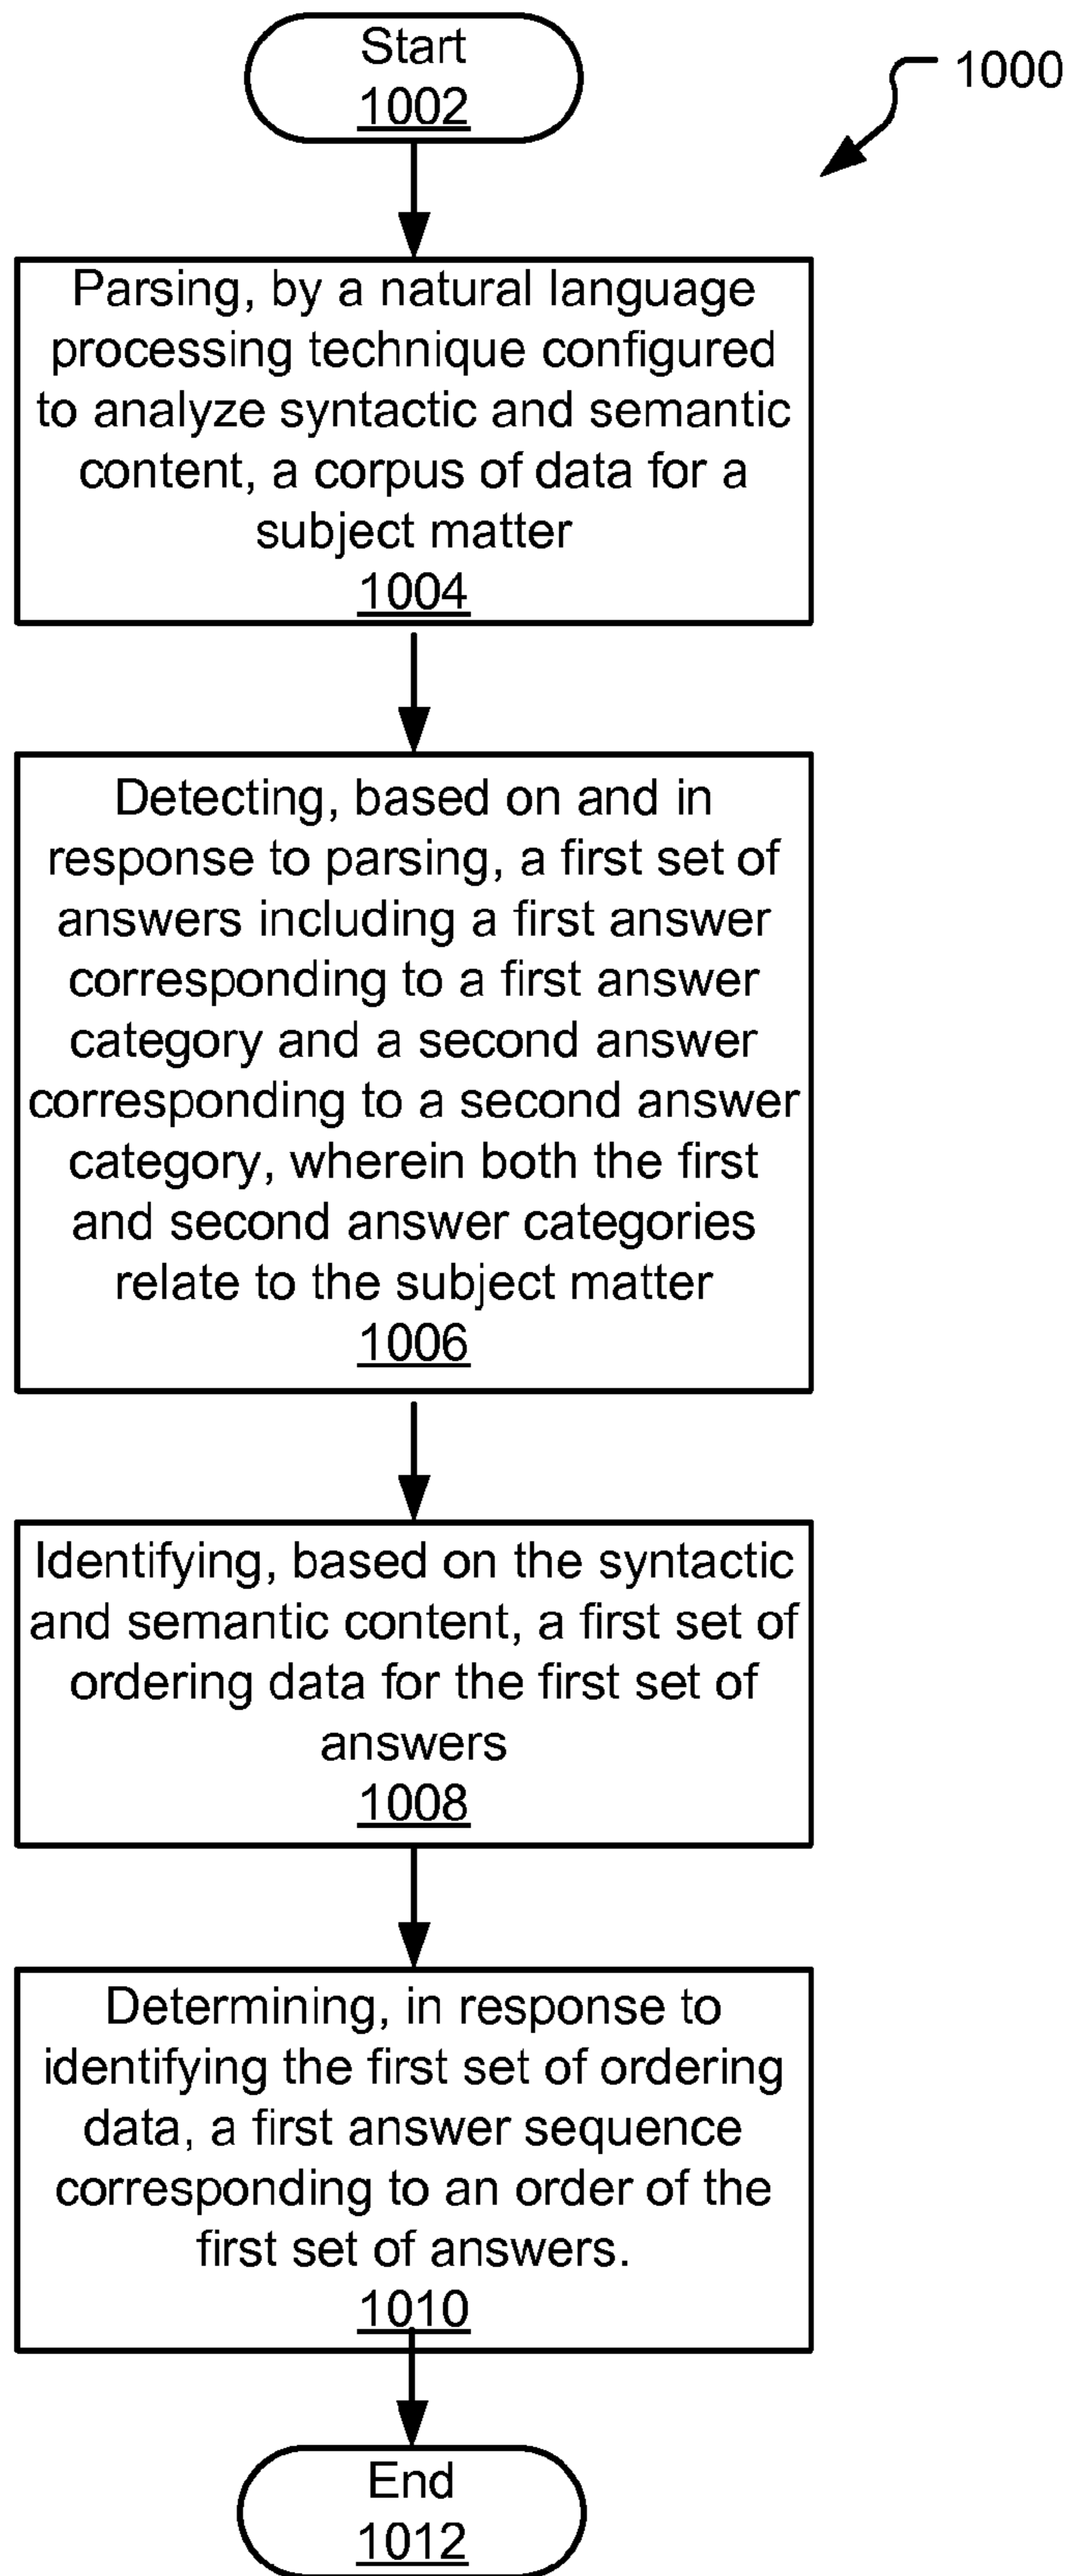 Start
1002
1000
Parsing, by a natural language
processing technique configured
to analyze syntactic and semantic
content, a corpus of data for a
subject matter
1004
Detecting, based on and in
response to parsing, a first set of
answers including a first answer
corresponding to a first answer
category and a second answer
corresponding to a second answer
category, wherein both the first
and second answer categories
relate to the subject matter
1006
Identifying, based on the syntactic
and semantic content, a first set of
ordering data for the first set of
answers
1008
Determining, in response to
identifying the first set of ordering
data, a first answer sequence
corresponding to an order of the
first set of answers.
1010
End
1012